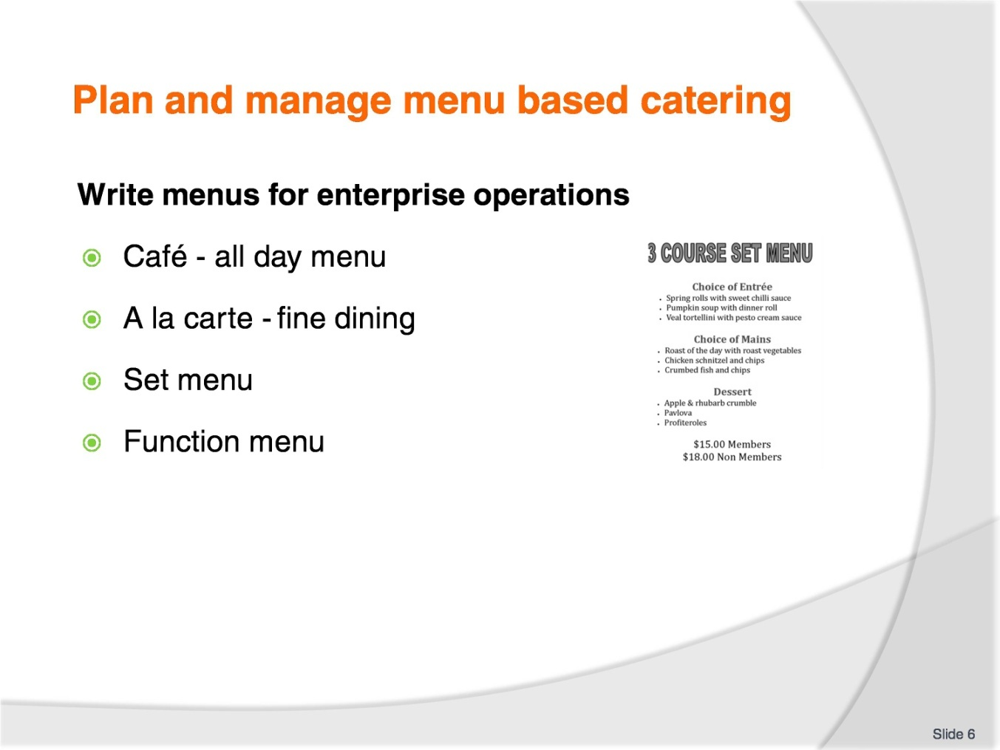 Plan and manage menu based catering
Write menus for enterprise operations
Café - all day menu
A la carte - fine dining
Set menu
Function menu
3 COURSE SET MENU
Choice of Entrée
• Spring rolls with sweet chilli sauce
• Pumpkin soup with dinner roll
• Veal tortellini with pesto cream sauce
Choice of Mains
• Roast of the day with roast vegetables
• Chicken schnitzel and chips
• Crumbed fish and chips
Dessert
• Apple & rhubarb crumble
• Pavlova
• Profiteroles
$15.00 Members
$18.00 Non Members
Slide 6